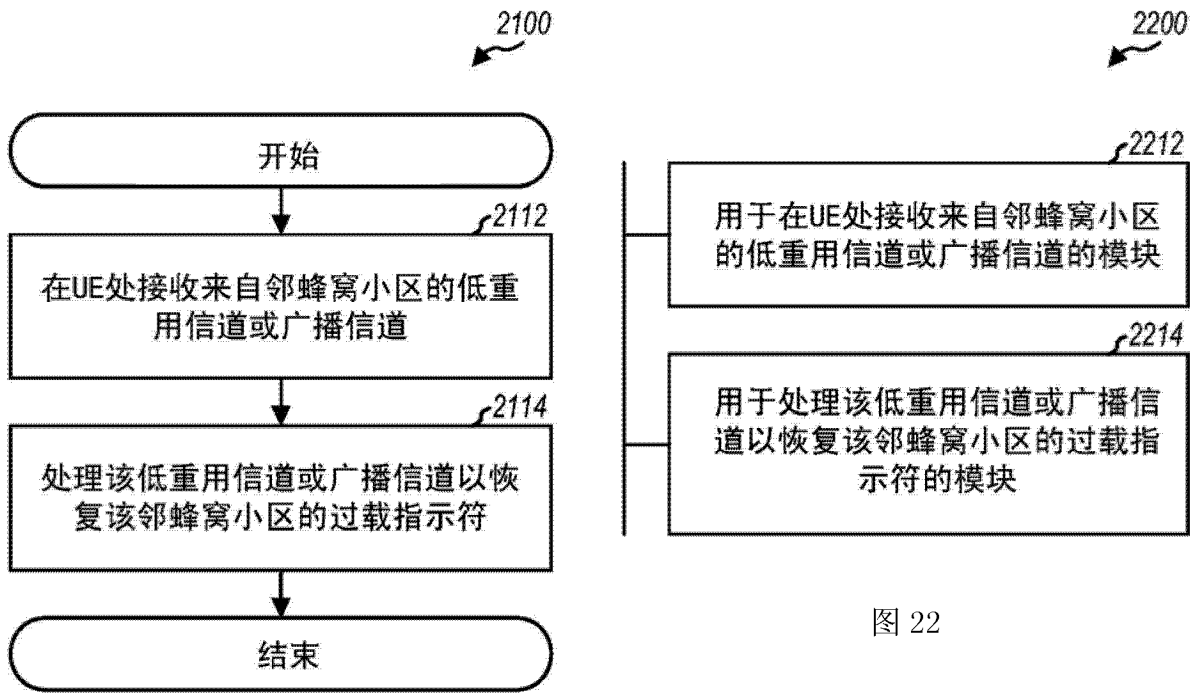 2100
开始
2112
在UE处接收来自邻蜂窝小区的低重
用信道或广播信道
2114
处理该低重用信道或广播信道以恢
复该邻蜂窝小区的过载指示符
结束
2200
2212
用于在UE处接收来自邻蜂窝小区
的低重用信道或广播信道的模块
2214
用于处理该低重用信道或广播信
道以恢复该邻蜂窝小区的过载指
示符的模块
图 22